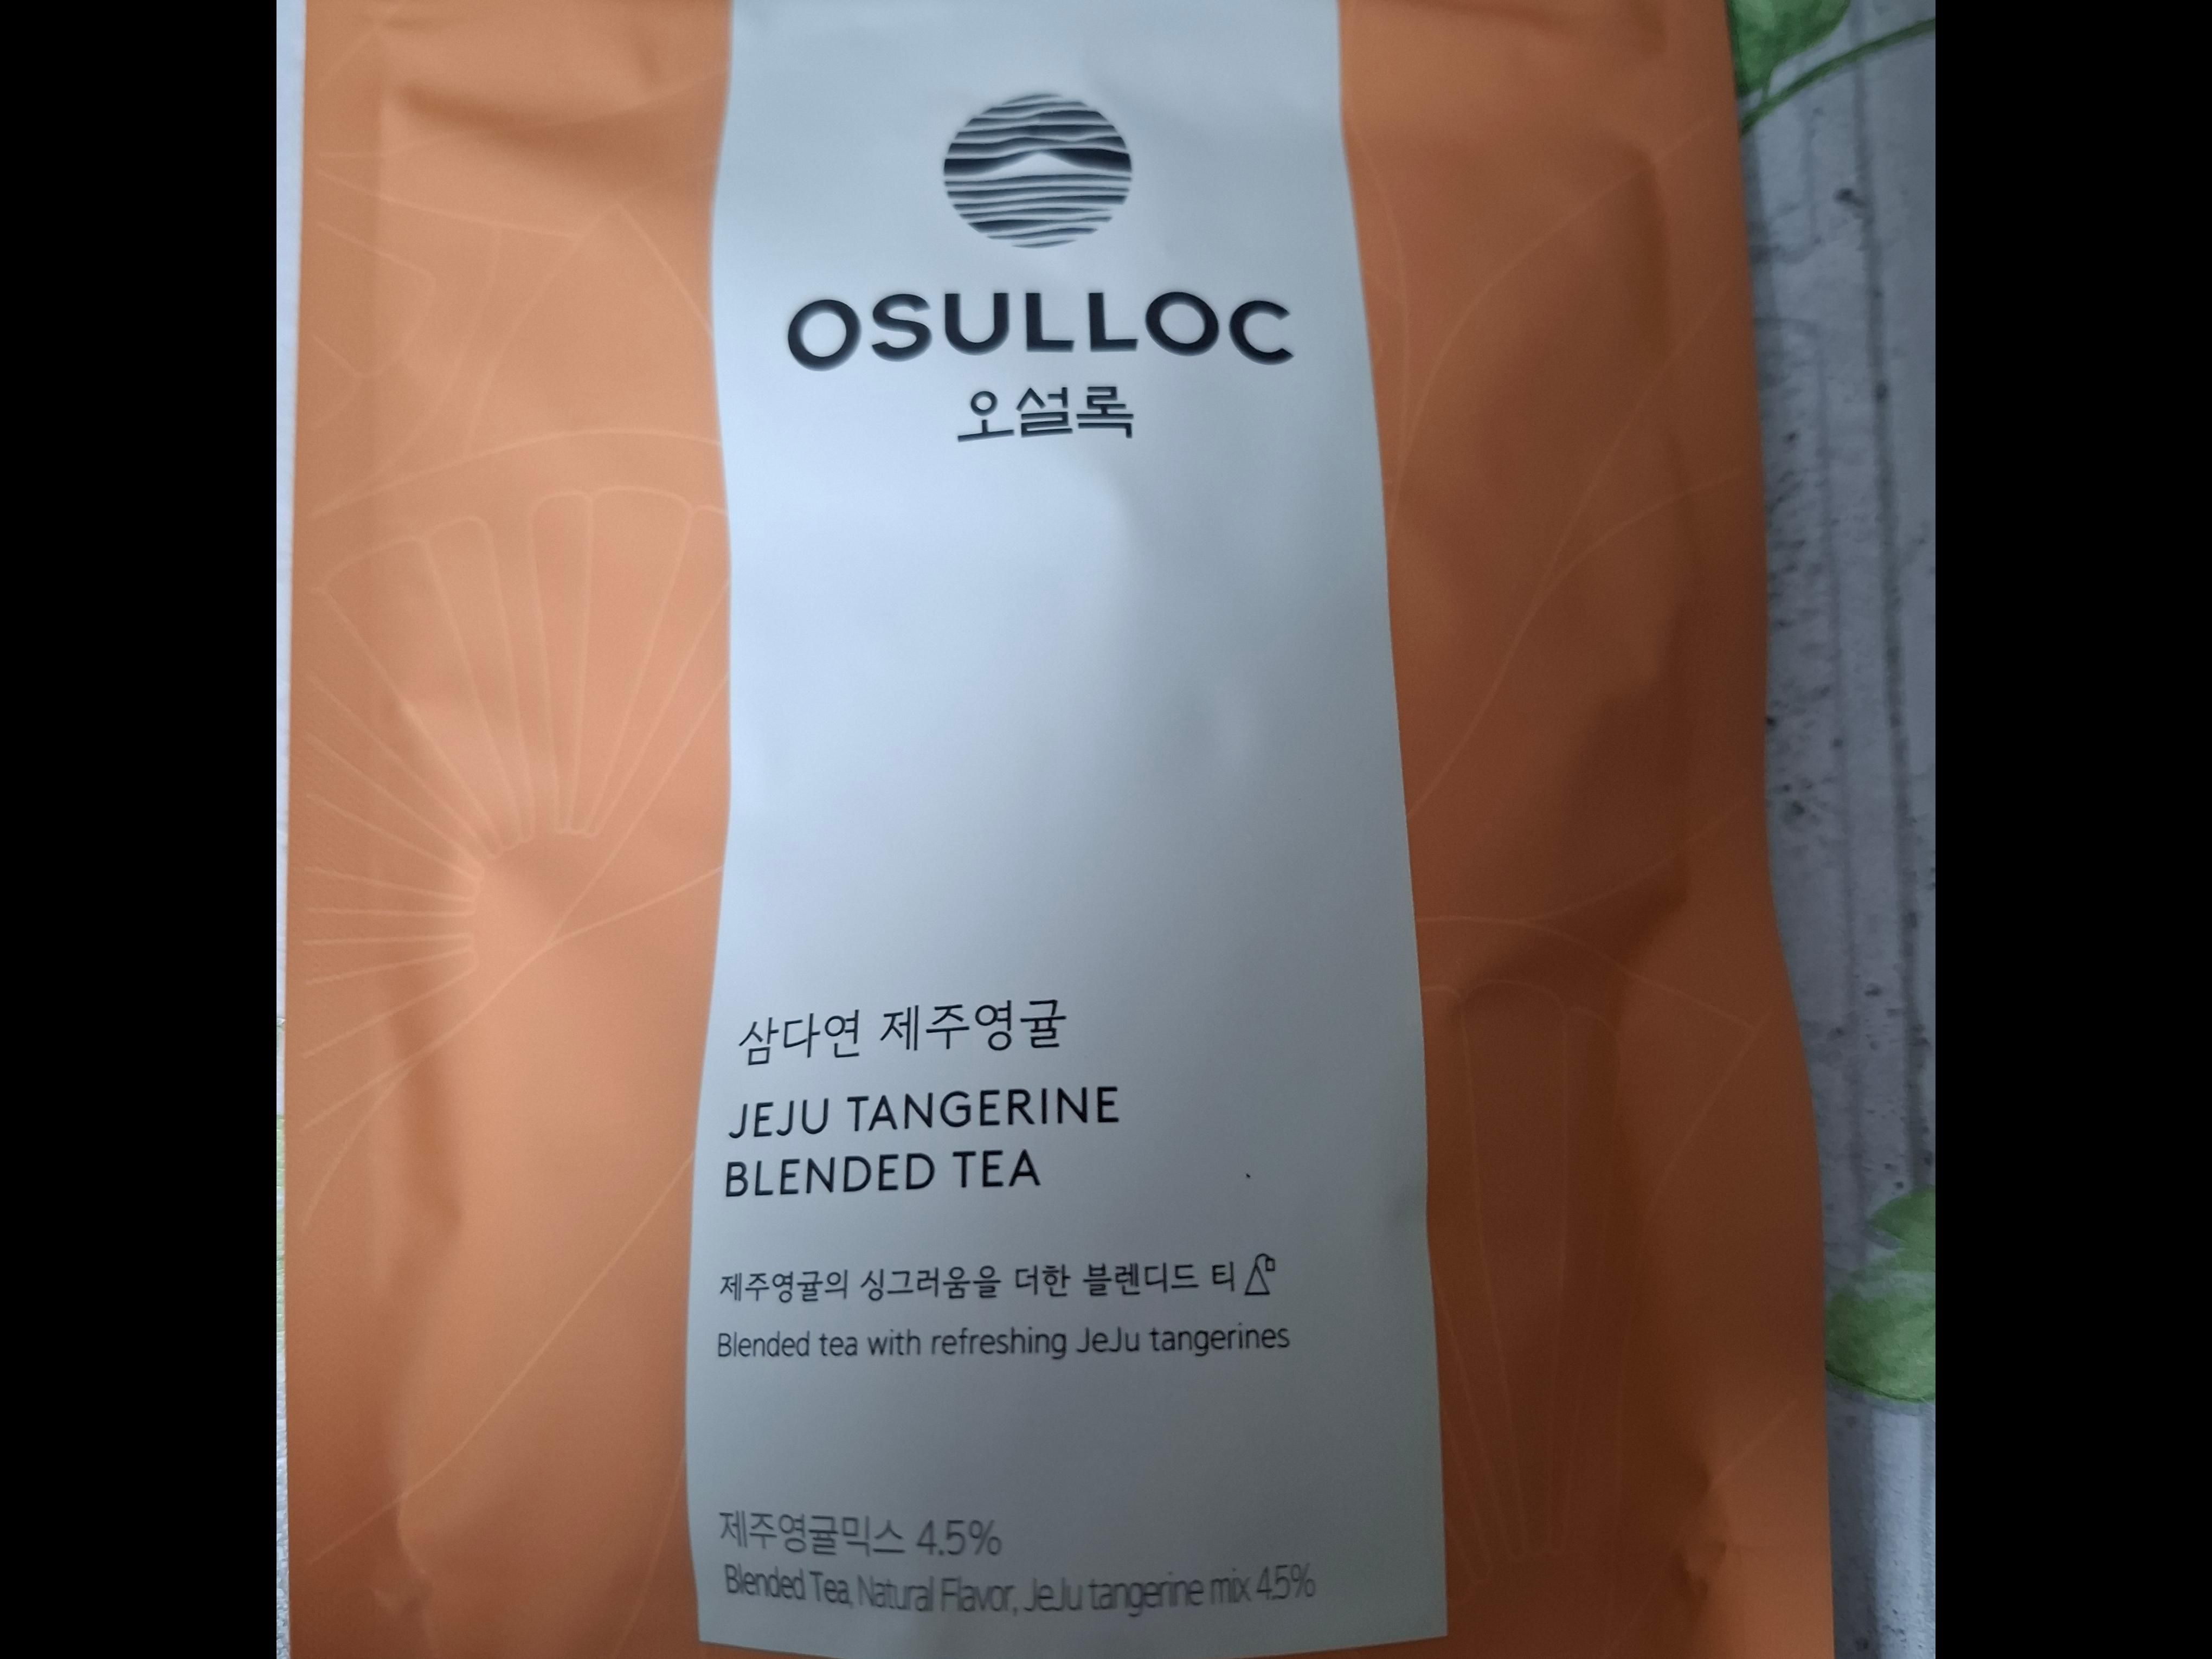 OSULLOC
오설록
삼다연 제주영귤
JEJU TANGERINE
BLENDED TEA
제주영귤의 싱그러움을 더한 블렌디드 티
Blended tea with refreshing JeJu tangerines
제주영귤믹스 4.5%
Blended Tea, Natural Flavor, JeJu tangerine mix 4.5%